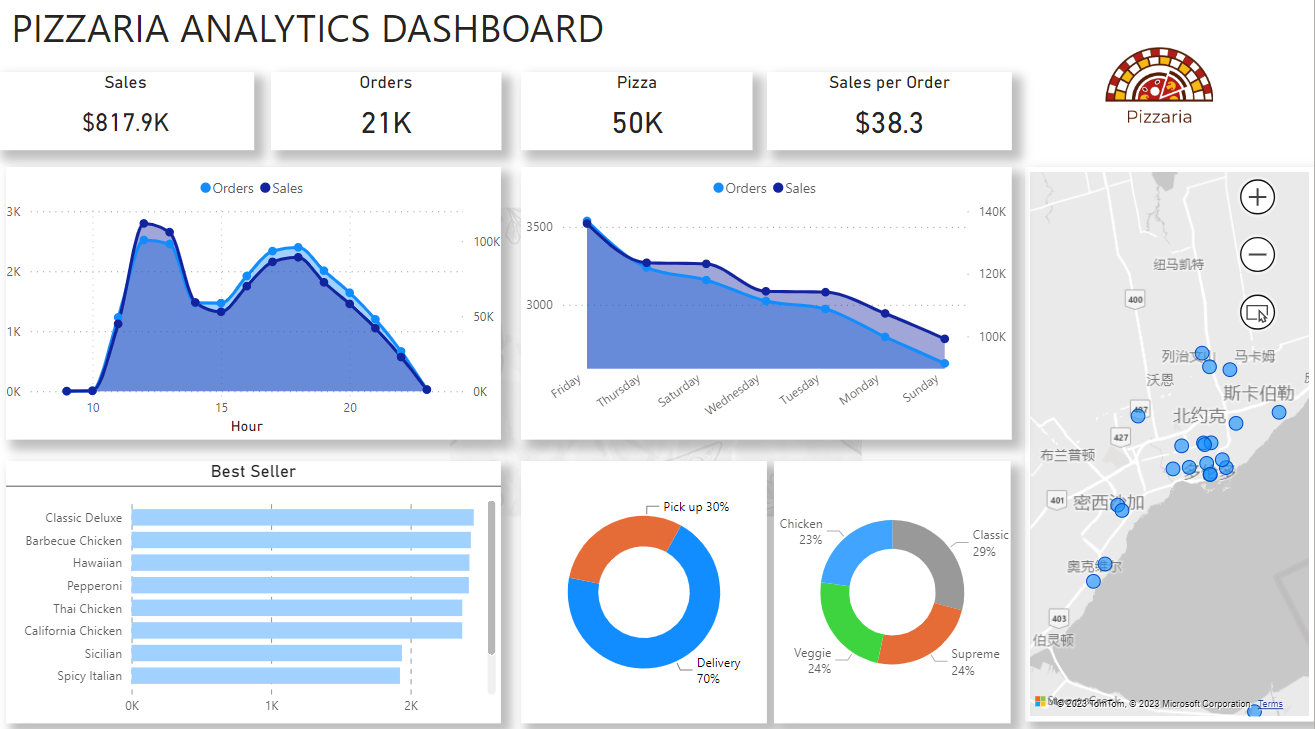 PIZZARIA ANALYTICS DASHBOARD
Sales
$817.9K
Orders
21K
Pizza
50K
Sales per Order
$38.3
Pizzaria
Orders Sales
3K
2K
1K
0K
100K
50K
0K
10 15 20
Hour
Orders Sales
3500
3000
140K
120K
100K
Friday Thursday Saturday Wednesday Tuesday Monday Sunday
Best Seller
Classic Deluxe
Barbecue Chicken
Hawaiian
Pepperoni
Thai Chicken
California Chicken
Sicilian
Spicy Italian
0K 1K 2K
Pick up 30%
Delivery
70%
Chicken
23%
Classic
29%
Veggie
24%
Supreme
24%
纽马凯特
400
列治文山
马卡姆
沃恩
斯卡伯勒
407
北约克
427
布兰普顿
401
密西沙加
奥克维尔
403
伯灵顿
© 2023 TomTom, © 2023 Microsoft Corporation Terms